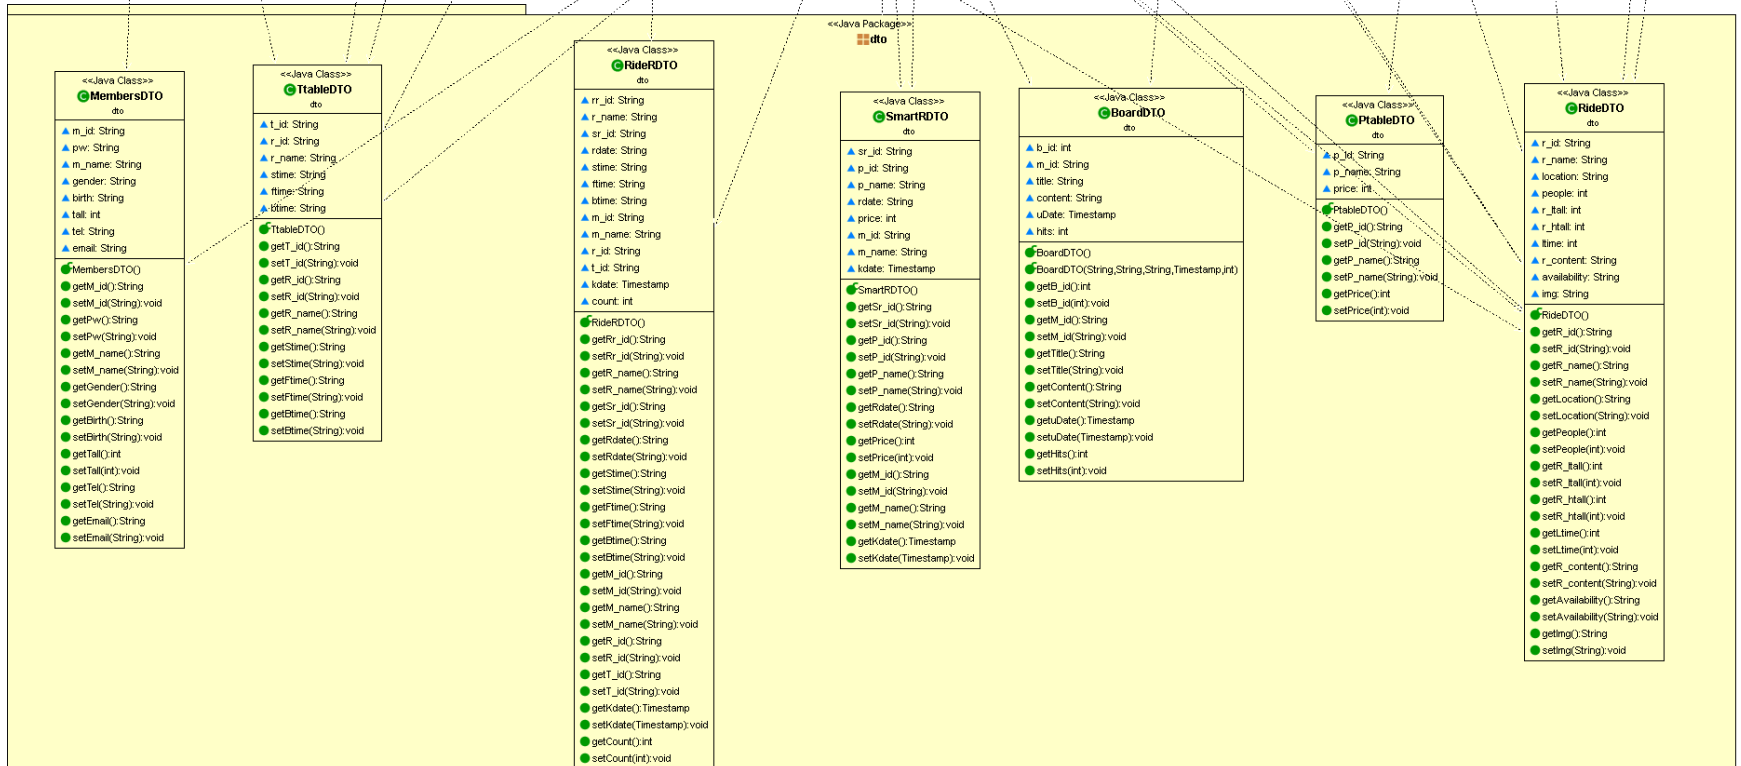 <<Java Package>>
dto
<<Java Class>>
MembersDTO
dto
m_id: String
pw: String
m_name: String
gender: String
birth: String
tall: int
tel: String
email: String
MembersDTO()
getM_id():String
setM_id(String):void
getPw():String
setPw(String):void
getM_name():String
setM_name(String):void
getGender():String
setGender(String):void
getBirth():String
setBirth(String):void
getTall():int
setTall(int):void
getTel():String
setTel(String):void
getEmail():String
setEmail(String):void
<<Java Class>>
TtableDTO
dto
t_id: String
r_id: String
r_name: String
stime: String
ftime: String
btime: String
TtableDTO()
getT_id():String
setT_id(String):void
getR_id():String
setR_id(String):void
getR_name():String
setR_name(String):void
getStime():String
setStime(String):void
getFtime():String
setFtime(String):void
getBtime():String
setBtime(String):void
<<Java Class>>
RideRDTO
dto
rr_id: String
r_name: String
sr_id: String
rdate: String
stime: String
ftime: String
btime: String
m_id: String
m_name: String
r_id: String
t_id: String
kdate: Timestamp
count: int
RideRDTO()
getRr_id():String
setRr_id(String):void
getR_name():String
setR_name(String):void
getSr_id():String
setSr_id(String):void
getRdate():String
setRdate(String):void
getStime():String
setStime(String):void
getFtime():String
setFtime(String):void
getBtime():String
setBtime(String):void
getM_id():String
setM_id(String):void
getM_name():String
setM_name(String):void
getR_id():String
setR_id(String):void
getT_id():String
setT_id(String):void
getKdate():Timestamp
setKdate(Timestamp):void
getCount():int
setCount(int):void
<<Java Class>>
SmartRDTO
dto
sr_id: String
p_id: String
p_name: String
rdate: String
price: int
m_id: String
m_name: String
kdate: Timestamp
SmartRDTO()
getSr_id():String
setSr_id(String):void
getP_id():String
setP_id(String):void
getP_name():String
setP_name(String):void
getRdate():String
setRdate(String):void
getPrice():int
setPrice(int):void
getM_id():String
setM_id(String):void
getM_name():String
setM_name(String):void
getKdate():Timestamp
setKdate(Timestamp):void
<<Java Class>>
BoardDTO
dto
b_id: int
m_id: String
title: String
content: String
uDate: Timestamp
hits: int
BoardDTO()
BoardDTO(String,String,String,Timestamp,int)
getB_id():int
setB_id(int):void
getM_id():String
setM_id(String):void
getTitle():String
setTitle(String):void
getContent():String
setContent(String):void
getuDate():Timestamp
setuDate(Timestamp):void
getHits():int
setHits(int):void
<<Java Class>>
PtableDTO
dto
p_id: String
p_name: String
price: int
PtableDTO()
getP_id():String
setP_id(String):void
getP_name():String
setP_name(String):void
getPrice():int
setPrice(int):void
<<Java Class>>
RideDTO
dto
r_id: String
r_name: String
location: String
people: int
r_ltall: int
r_htall: int
ltime: int
r_content: String
availability: String
img: String
RideDTO()
getR_id():String
setR_id(String):void
getR_name():String
setR_name(String):void
getLocation():String
setLocation(String):void
getPeople():int
setPeople(int):void
getR_ltall():int
setR_ltall(int):void
getR_htall():int
setR_htall(int):void
getLtime():int
setLtime(int):void
getR_content():String
setR_content(String):void
getAvailability():String
setAvailability(String):void
getImg():String
setImg(String):void